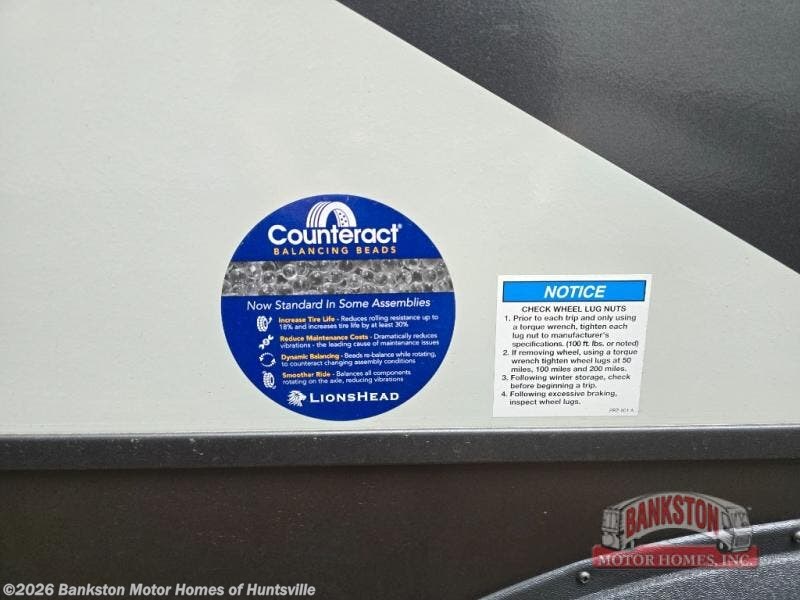 Counteract®
BALANCING BEADS
Now Standard In Some Assemblies
Increase Tire Life - Reduces rolling resistance up to
18% and increases tire life by at least 30%
Reduce Maintenance Costs - Dramatically reduces
vibrations - the leading cause of maintenance issues
Dynamic Balancing - Beads re-balance while rotating,
to counteract changing assembly conditions
Smoother Ride - Balances all components
rotating on the axle, reducing vibrations
LIONSHEAD
NOTICE
CHECK WHEEL LUG NUTS
1. Prior to each trip and only using
a torque wrench, tighten each
lug nut to manufacturer's
specifications. (100 ft. lbs. or noted)
2. If removing wheel, using a torque
wrench tighten wheel lugs at 50
miles, 100 miles and 200 miles.
3. Following winter storage, check
before beginning a trip.
4. Following excessive braking,
inspect wheel lugs.
BANKSTON
MOTOR HOMES, INC.
©2026 Bankston Motor Homes of Huntsville